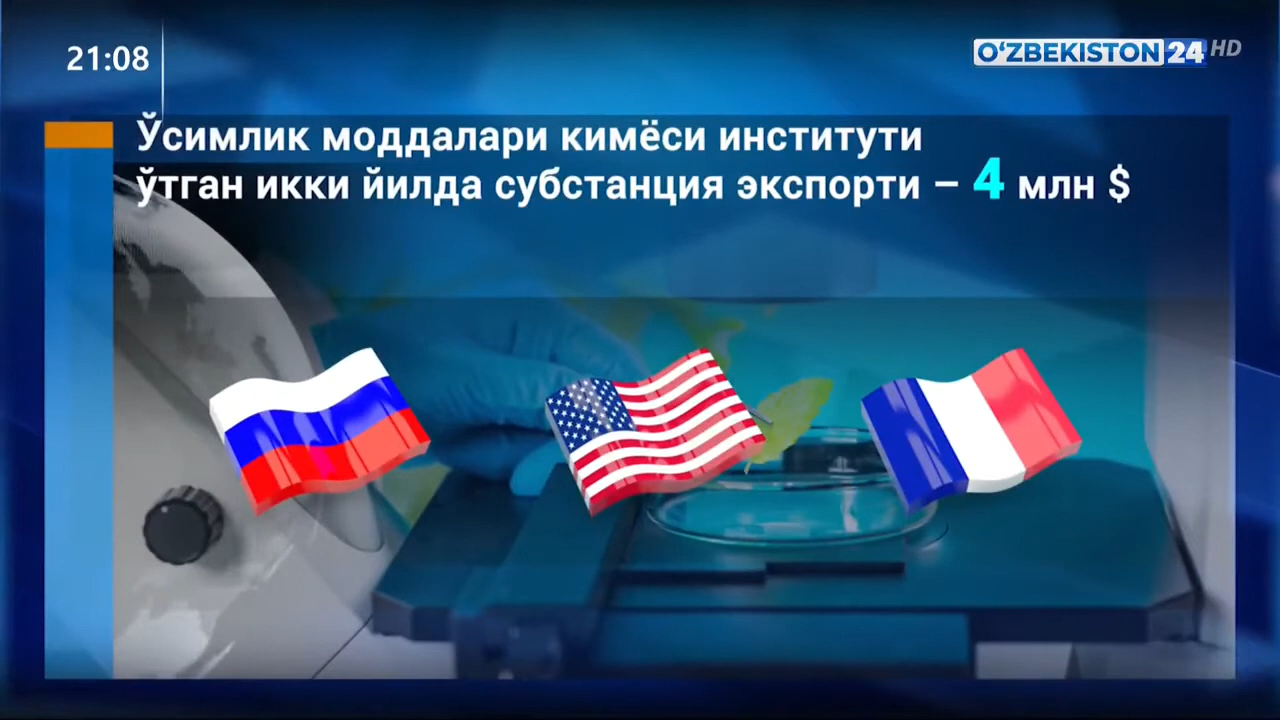 21:08
O‘ZBEKISTON 24 HD
Ўсимлик моддалари кимёси институти
ўтган икки йилда субстанция экспорти – 4 млн $